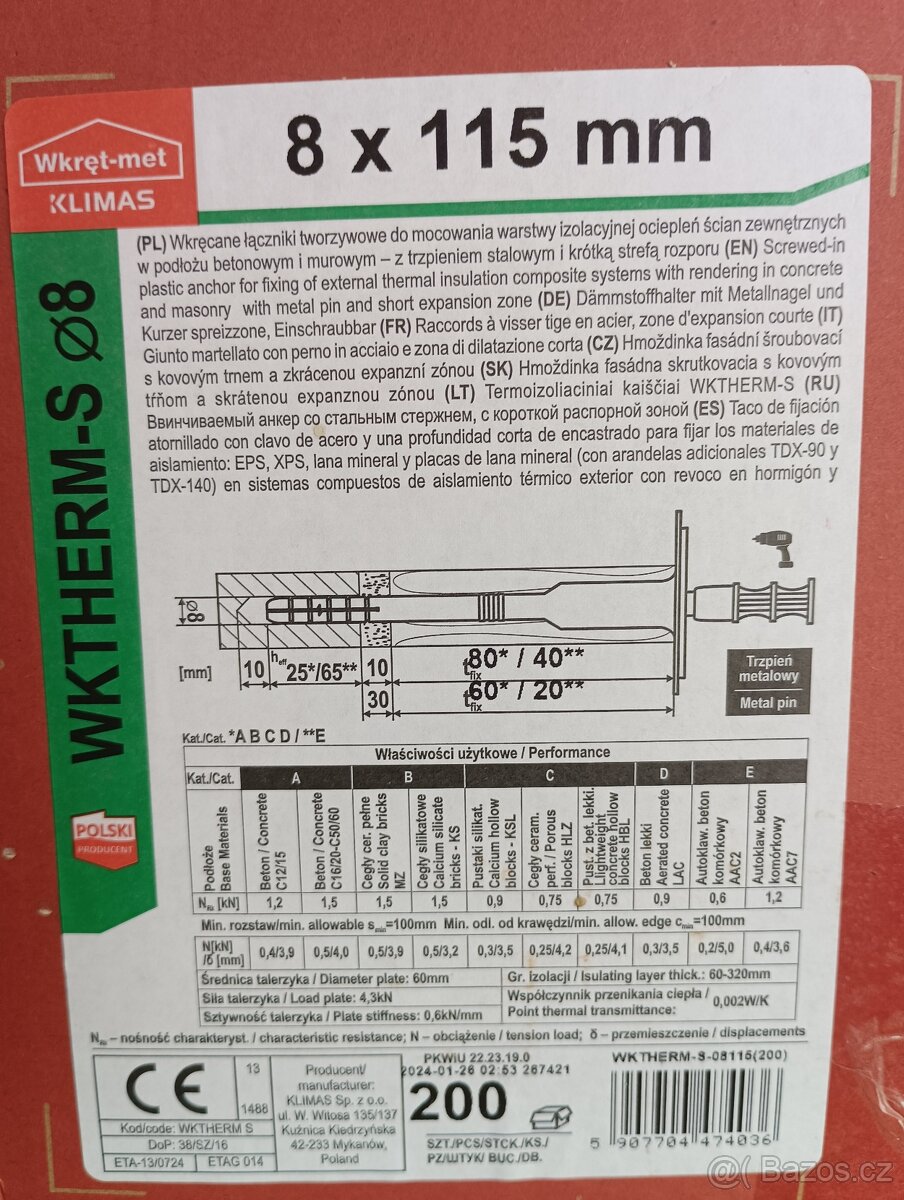 Wkręt-met
KLIMAS
8 x 115 mm
WKTHERM-S ⌀8
(PL) Wkręcane łączniki tworzywowe do mocowania warstwy izolacyjnej ociepleń ścian zewnętrznych
w podłożu betonowym i murowym – z trzpieniem stalowym i krótką strefą rozporu (EN) Screwed-in
plastic anchor for fixing of external thermal insulation composite systems with rendering in concrete
and masonry with metal pin and short expansion zone (DE) Dämmstoffhalter mit Metallnagel und
Kurzer spreizzone, Einschraubbar (FR) Raccords à visser tige en acier, zone d'expansion courte (IT)
Giunto martellato con perno in acciaio e zona di dilatazione corta (CZ) Hmoždinka fasádní šroubovací
s kovovým trnem a zkrácenou expanzní zónou (SK) Hmoždinka fasádna skrutkovacia s kovovým
tŕňom a skrátenou expanznou zónou (LT) Termoizoliaciniai kaiščiai WKTHERM-S (RU)
Ввинчиваемый анкер со стальным стержнем, с короткой распорной зоной (ES) Taco de fijación
atornillado con clavo de acero y una profundidad corta de encastrado para fijar los materiales de
aislamiento: EPS, XPS, lana mineral y placas de lana mineral (con arandelas adicionales TDX-90 y
TDX-140) en sistemas compuestos de aislamiento térmico exterior con revoco en hormigón y
⌀8
[mm] 10 heff 25*/65** 10 tfix 80* / 40**
30 tfix 60* / 20**
Trzpień
metalowy
Metal pin
Kat./Cat. *A B C D / **E
Właściwości użytkowe / Performance
Kat./Cat. A B C D E
Podłoże
Base Materials
Beton / Concrete
C12/15
Beton / Concrete
C16/20-C50/60
Cegły cer. pełne
Solid clay bricks
MZ
Cegły silikatowe
Calcium silicate
bricks - KS
Pustaki silikat.
Calcium hollow
blocks - KSL
Cegły ceram.
perf. / Porous
blocks HLZ
Pust. z bet. lekki.
Llightweight
concrete hollow
blocks HBL
Beton lekki
Aerated concrete
LAC
Autoklaw. beton
komórkowy
AAC2
Autoklaw. beton
komórkowy
AAC7
NRk [kN] 1,2 1,5 1,5 1,5 0,9 0,75 0,75 0,9 0,6 1,2
Min. rozstaw/min. allowable smin=100mm Min. odl. od krawędzi/min. allow. edge cmin=100mm
N[kN]
/δ [mm] 0,4/3,9 0,5/4,0 0,5/3,9 0,5/3,2 0,3/3,5 0,25/4,2 0,25/4,1 0,3/3,5 0,2/5,0 0,4/3,6
Średnica talerzyka / Diameter plate: 60mm
Siła talerzyka / Load plate: 4,3kN
Sztywność talerzyka / Plate stiffness: 0,6kN/mm
Gr. izolacji / Insulating layer thick.: 60-320mm
Współczynnik przenikania ciepła /
Point thermal transmittance: 0,002W/K
NRk – nośność charakteryst. / characteristic resistance; N – obciążenie / tension load; δ – przemieszczenie / displacements
POLSKI
PRODUCENT
CE
13
1488
Kod/code: WKTHERM S
DoP: 38/SZ/16
ETA-13/0724 ETAG 014
Producent/
manufacturer:
KLIMAS Sp. z o.o.
ul. W. Witosa 135/137
Kuźnica Kiedrzyńska
42-233 Mykanów,
Poland
PKWiU 22.23.19.0
2024-01-26 02:53 267421
200
SZT./PCS/STCK./KS./
PZ/ШTYK/ BUC./DB.
WKTHERM-S-08115(200)
5 907704 474036
Bazos.cz